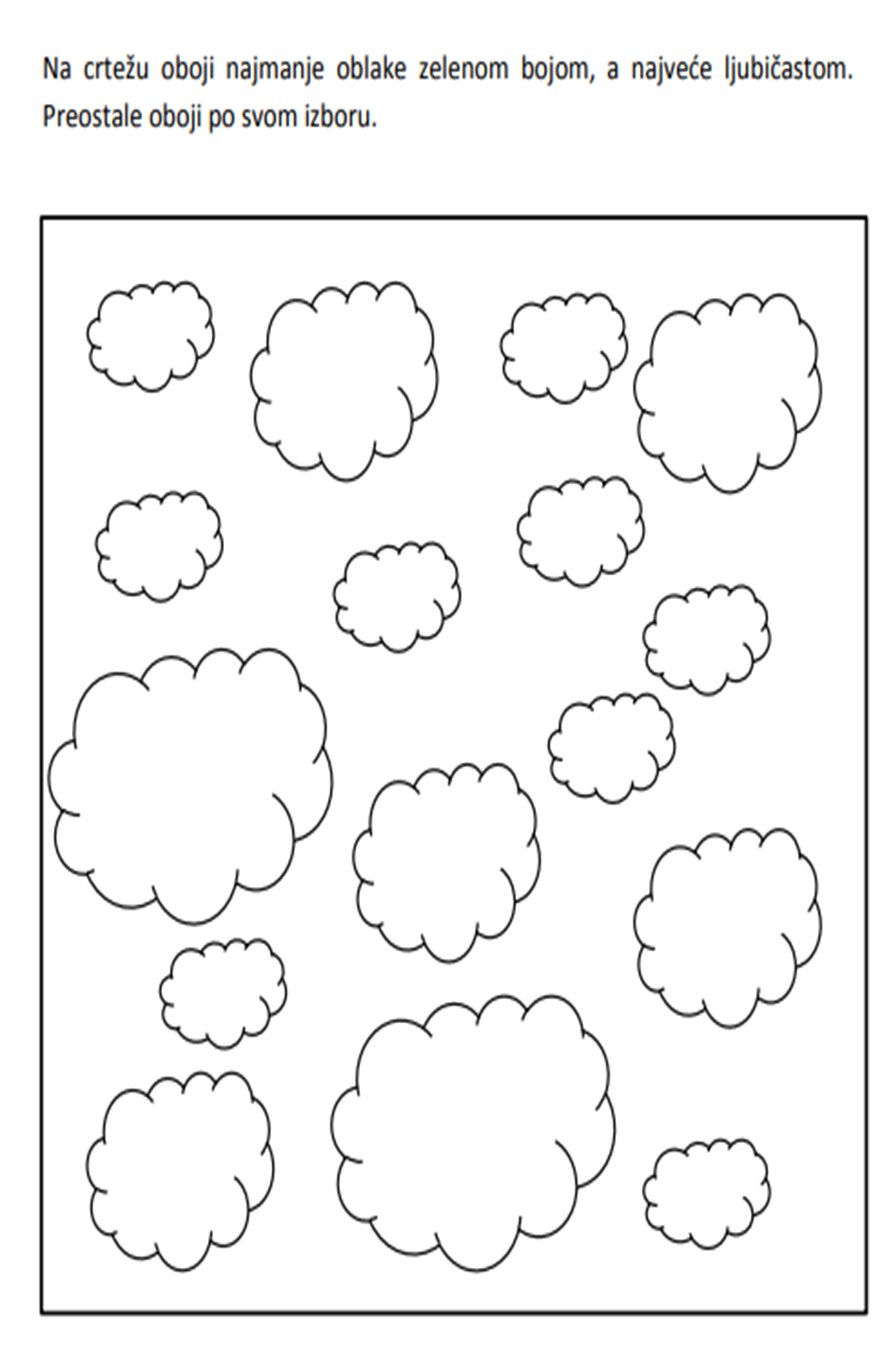 Na crtežu oboji najmanje oblake zelenom bojom, a najveće ljubičastom.
Preostale oboji po svom izboru.